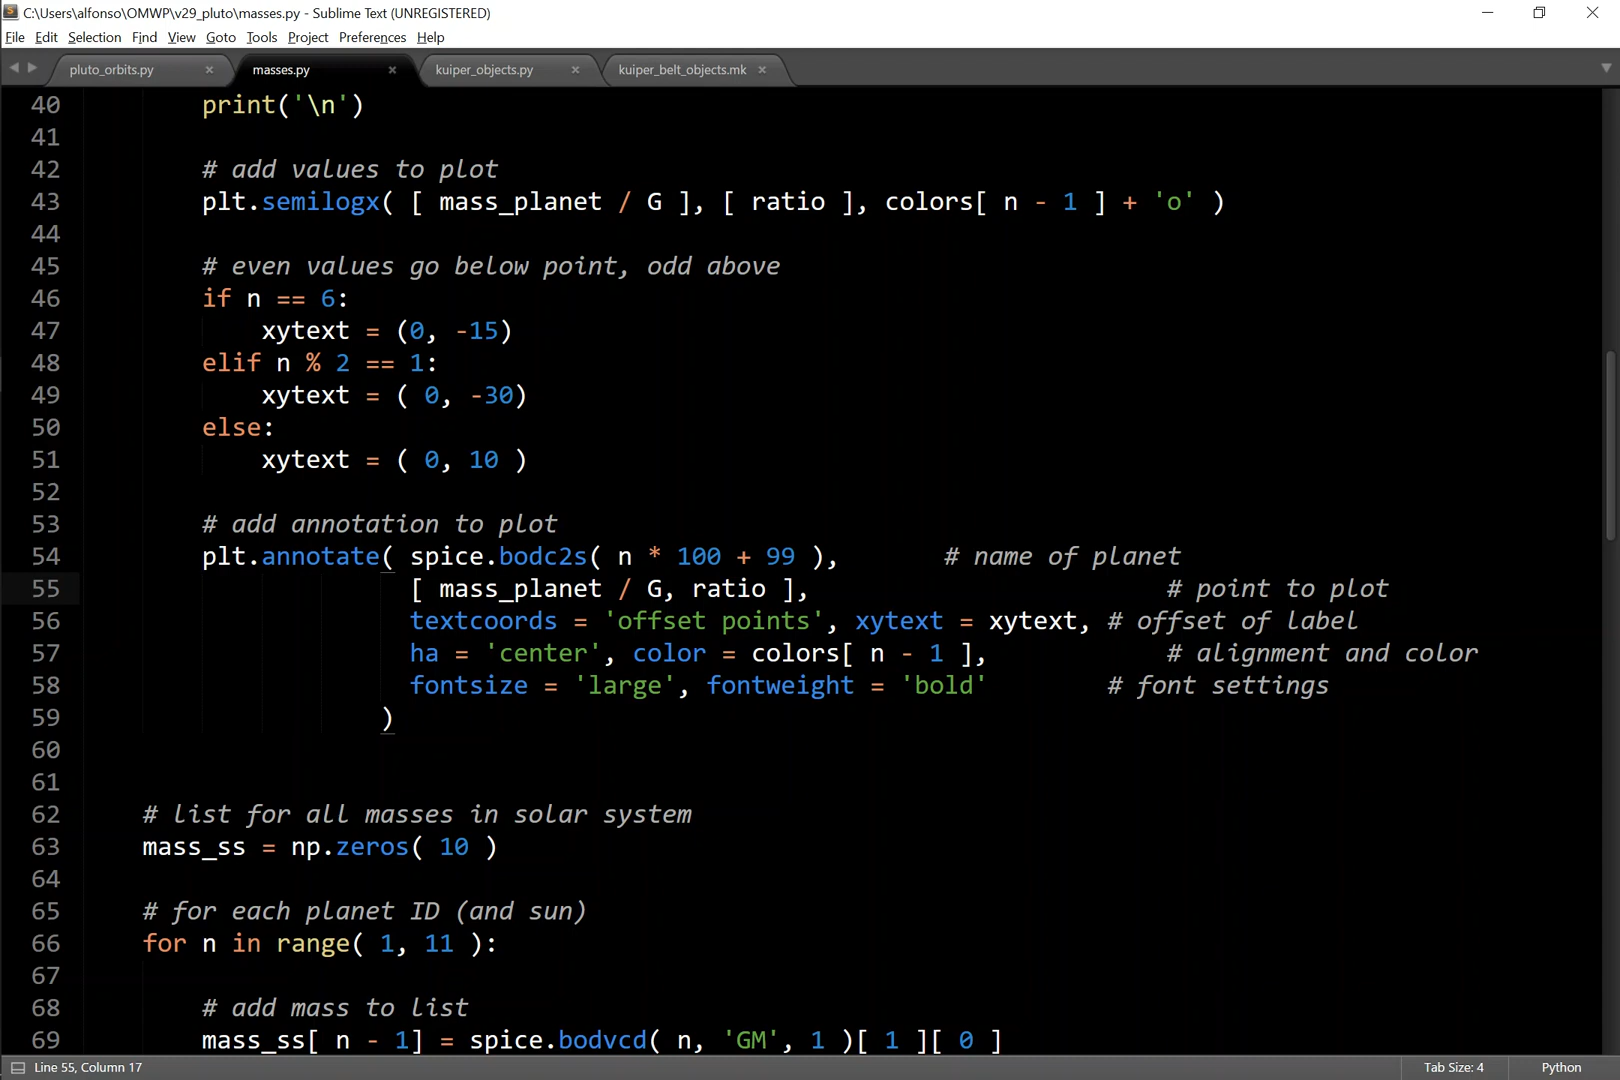 C:\Users\alfonso\OMWP\v29_pluto\masses.py - Sublime Text (UNREGISTERED)
File Edit Selection Find View Goto Tools Project Preferences Help
pluto_orbits.py masses.py kuiper_objects.py kuiper_belt_objects.mk
40 print('\n')
41
42 # add values to plot
43 plt.semilogx( [ mass_planet / G ], [ ratio ], colors[ n - 1 ] + 'o' )
44
45 # even values go below point, odd above
46 if n == 6:
47 xytext = (0, -15)
48 elif n % 2 == 1:
49 xytext = ( 0, -30)
50 else:
51 xytext = ( 0, 10 )
52
53 # add annotation to plot
54 plt.annotate( spice.bodc2s( n * 100 + 99 ), # name of planet
55 [ mass_planet / G, ratio ], # point to plot
56 textcoords = 'offset points', xytext = xytext, # offset of label
57 ha = 'center', color = colors[ n - 1 ], # alignment and color
58 fontsize = 'large', fontweight = 'bold' # font settings
59 )
60
61
62 # list for all masses in solar system
63 mass_ss = np.zeros( 10 )
64
65 # for each planet ID (and sun)
66 for n in range( 1, 11 ):
67
68 # add mass to list
69 mass_ss[ n - 1] = spice.bodvcd( n, 'GM', 1 )[ 1 ][ 0 ]
Line 55, Column 17 Tab Size: 4 Python